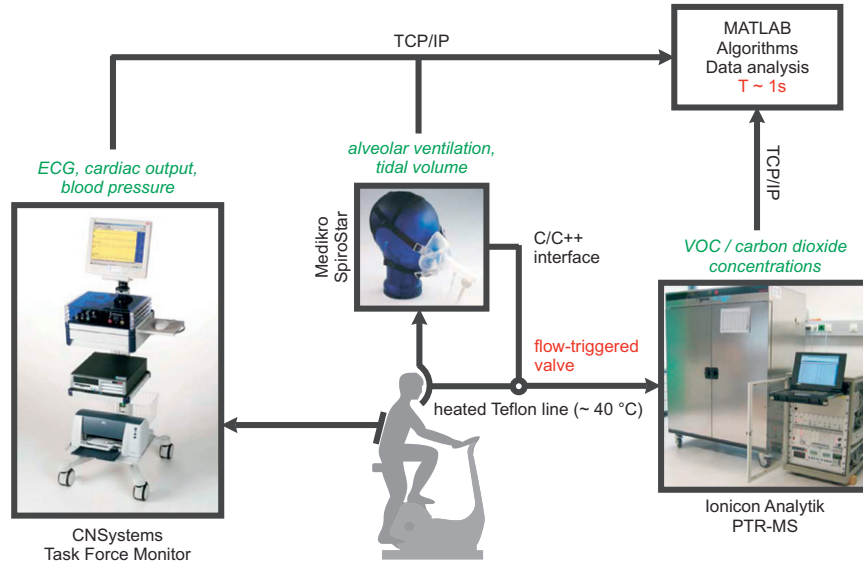 TCP/IP
MATLAB
Algorithms
Data analysis
T ~ 1s
ECG, cardiac output,
blood pressure
alveolar ventilation,
tidal volume
TCP/IP
Medikro
SpiroStar
C/C++
interface
VOC / carbon dioxide
concentrations
flow-triggered
valve
heated Teflon line (~ 40 °C)
CNSystems
Task Force Monitor
Ionicon Analytik
PTR-MS